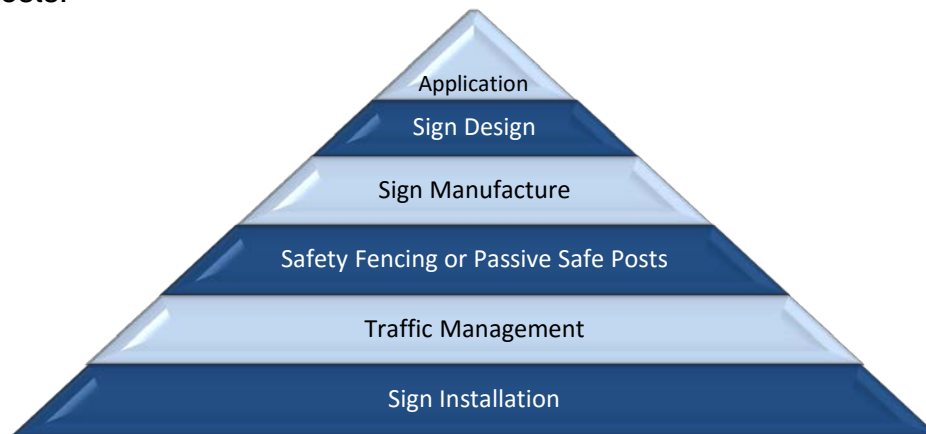 Application
Sign Design
Sign Manufacture
Safety Fencing or Passive Safe Posts
Traffic Management
Sign Installation